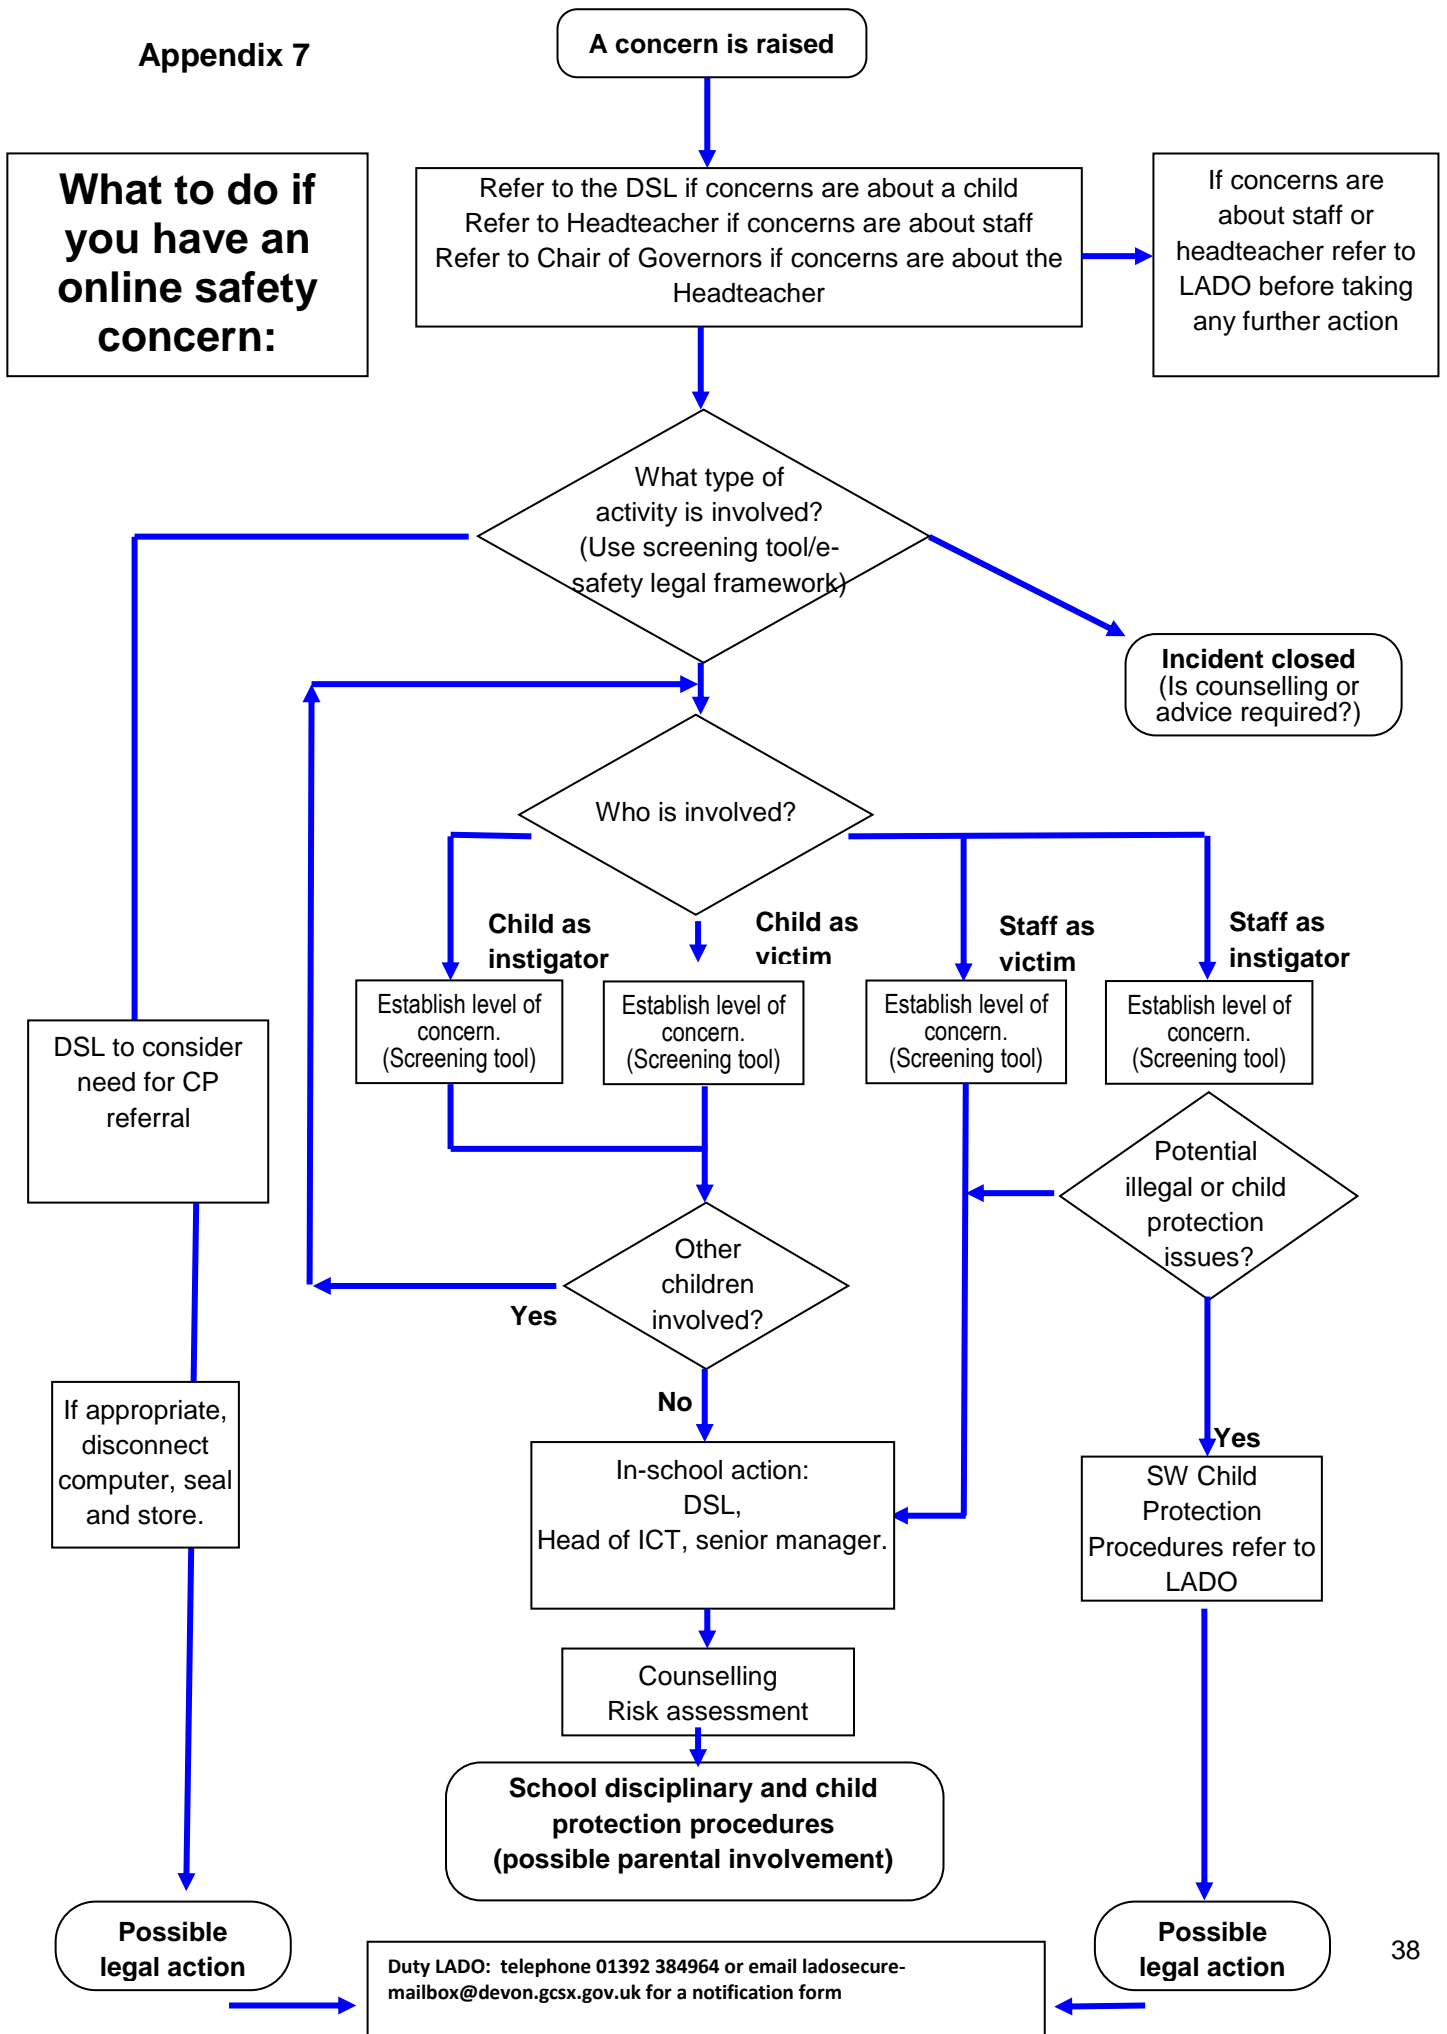 Appendix 7
A concern is raised
What to do if
you have an
online safety
concern:
Refer to the DSL if concerns are about a child
Refer to Headteacher if concerns are about staff
Refer to Chair of Governors if concerns are about the
Headteacher
If concerns are
about staff or
headteacher refer to
LADO before taking
any further action
What type of
activity is involved?
(Use screening tool/e-
safety legal framework)
Incident closed
(Is counselling or
advice required?)
Who is involved?
Child as
instigator
Child as
victim
Staff as
victim
Staff as
instigator
Establish level of
concern.
(Screening tool)
Establish level of
concern.
(Screening tool)
Establish level of
concern.
(Screening tool)
Establish level of
concern.
(Screening tool)
DSL to consider
need for CP
referral
Potential
illegal or child
protection
issues?
Other
children
involved?
Yes
No
If appropriate,
disconnect
computer, seal
and store.
In-school action:
DSL,
Head of ICT, senior manager.
Yes
SW Child
Protection
Procedures refer to
LADO
Counselling
Risk assessment
School disciplinary and child
protection procedures
(possible parental involvement)
Possible
legal action
Possible
legal action
Duty LADO: telephone 01392 384964 or email ladosecure-
mailbox@devon.gcsx.gov.uk for a notification form
38